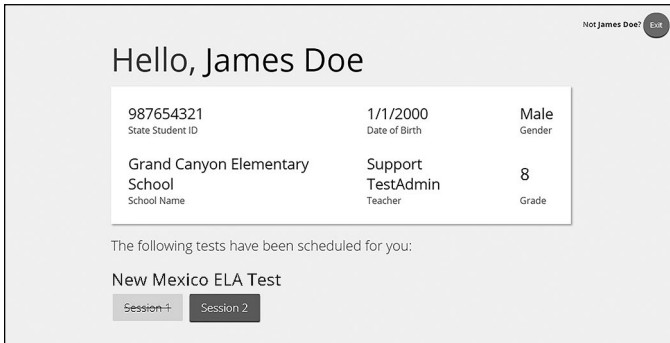 Not James Doe? Exit
Hello, James Doe
987654321 1/1/2000 Male
State Student ID Date of Birth Gender
Grand Canyon Elementary Support 8
School TestAdmin
School Name Teacher Grade
The following tests have been scheduled for you:
New Mexico ELA Test
Session 1 Session 2